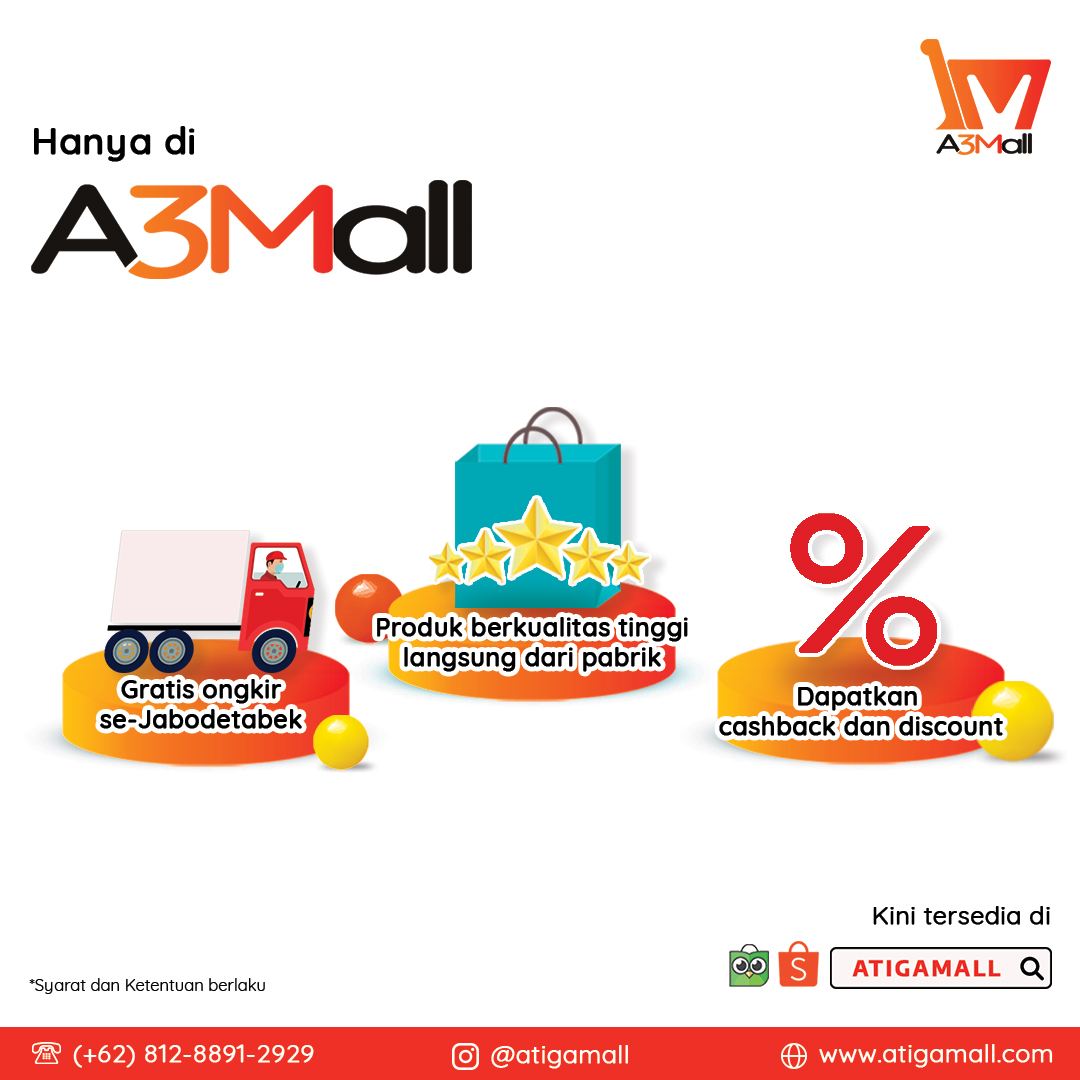 A3Mall
Hanya di
A3Mall
Produk berkualitas tinggi
langsung dari pabrik
Gratis ongkir
se-Jabodetabek
Dapatkan
cashback dan discount
Kini tersedia di
ATIGAMALL
*Syarat dan Ketentuan berlaku
(+62) 812-8891-2929
@atigamall
www.atigamall.com